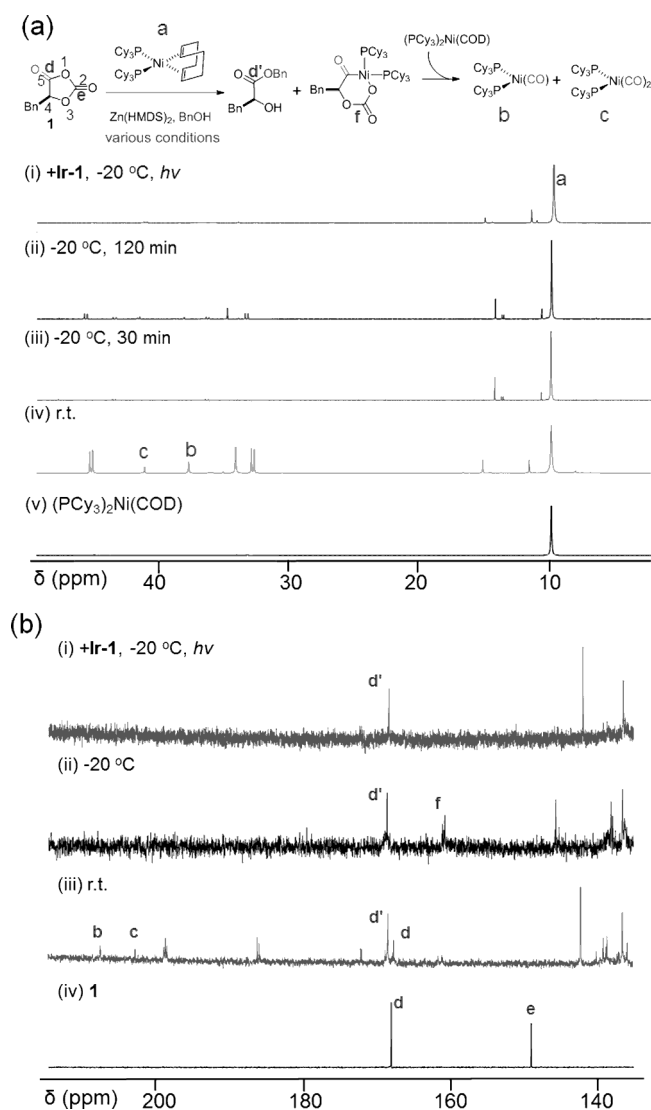 (a)
a
Cy₃P
Cy₃P
Ni
d
O
5
1
O
2
e
O
4
O
3
Bn
1
Zn(HMDS)₂, BnOH
various conditions
d'
O
OBn
Bn
OH
+
PCy₃
O
Ni
PCy₃
Bn
O
O
f
O
(PCy₃)₂Ni(COD)
Cy₃P
Cy₃P
Ni(CO)
b
+
Cy₃P
Cy₃P
Ni(CO)₂
c
(i) +Ir-1, -20 °C, hv
a
(ii) -20 °C, 120 min
(iii) -20 °C, 30 min
(iv) r.t.
c
b
(v) (PCy₃)₂Ni(COD)
δ (ppm) 40 30 20 10
(b)
(i) +Ir-1, -20 °C, hv
d'
(ii) -20 °C
d'
f
(iii) r.t.
b
c
d'
d
(iv) 1
d
e
δ (ppm) 200 180 160 140